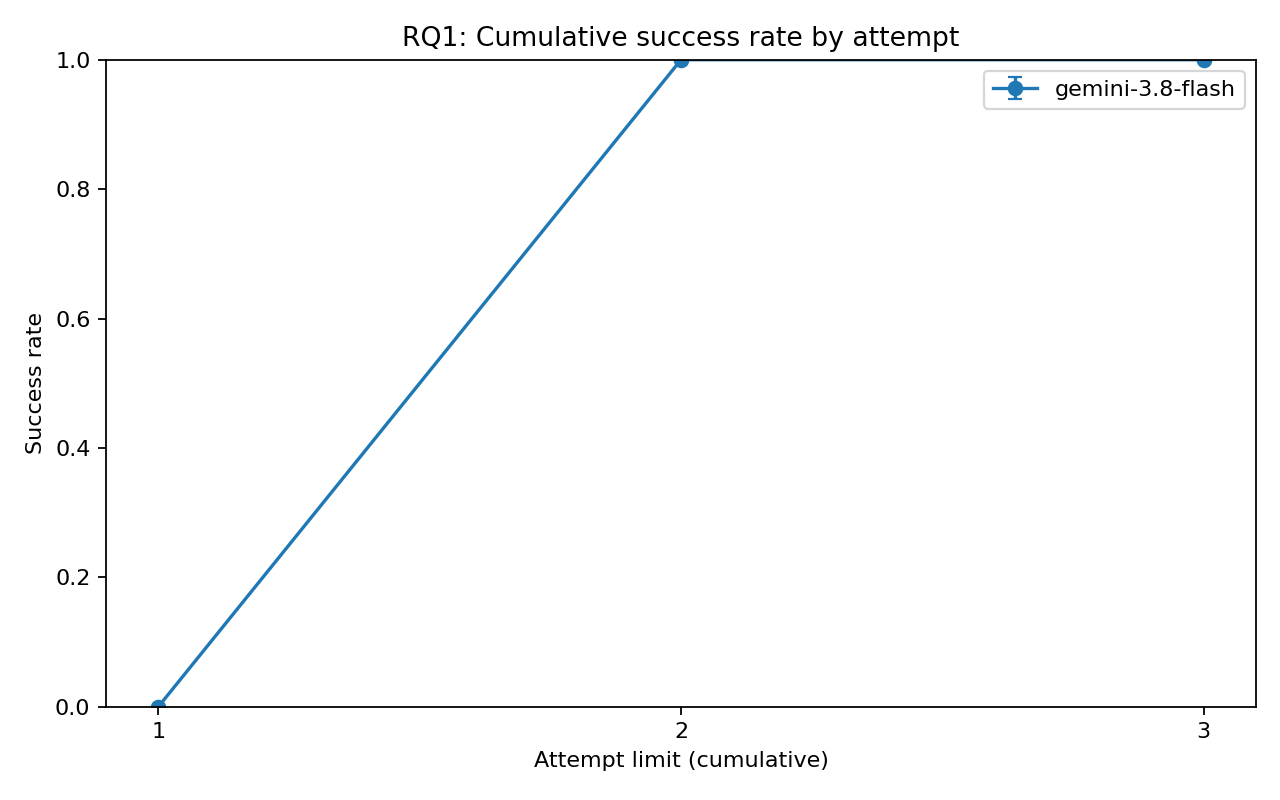 RQ1: Cumulative success rate by attempt
gemini-3.8-flash
Success rate
1.0
0.8
0.6
0.4
0.2
0.0
1
2
3
Attempt limit (cumulative)